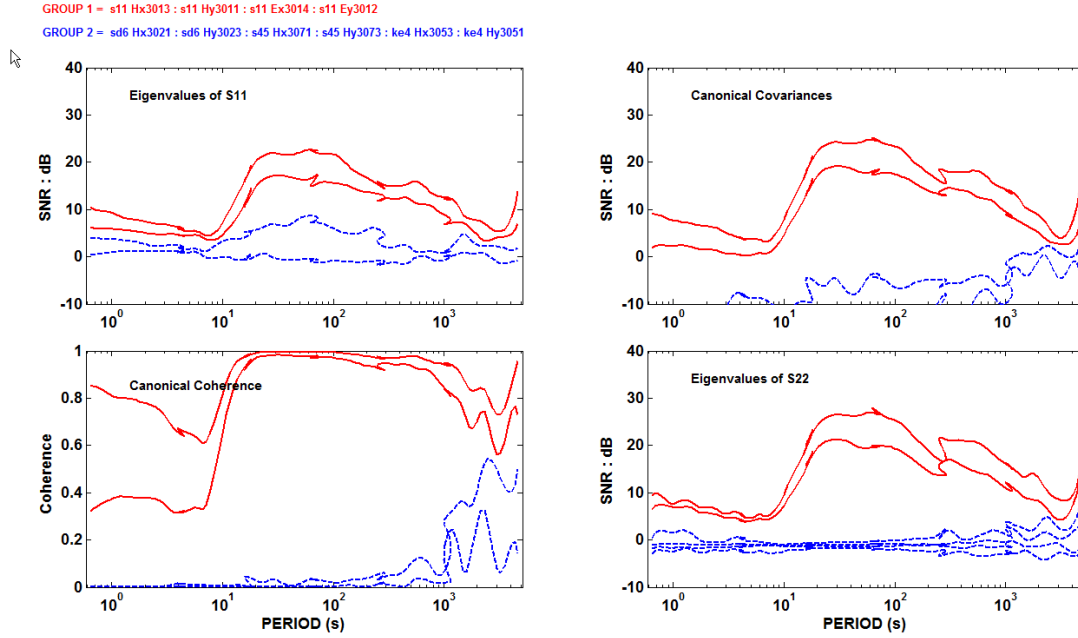 GROUP 1 = s11 Hx3013 : s11 Hy3011 : s11 Ex3014 : s11 Ey3012
GROUP 2 = sd6 Hx3021 : sd6 Hy3023 : s45 Hx3071 : s45 Hy3073 : ke4 Hx3053 : ke4 Hy3051
40
30
20
10
0
-10
SNR : dB
Eigenvalues of S11
10^0 10^1 10^2 10^3
40
30
20
10
0
-10
SNR : dB
Canonical Covariances
10^0 10^1 10^2 10^3
1
0.8
0.6
0.4
0.2
0
Coherence
Canonical Coherence
10^0 10^1 10^2 10^3
PERIOD (s)
40
30
20
10
0
-10
SNR : dB
Eigenvalues of S22
10^0 10^1 10^2 10^3
PERIOD (s)